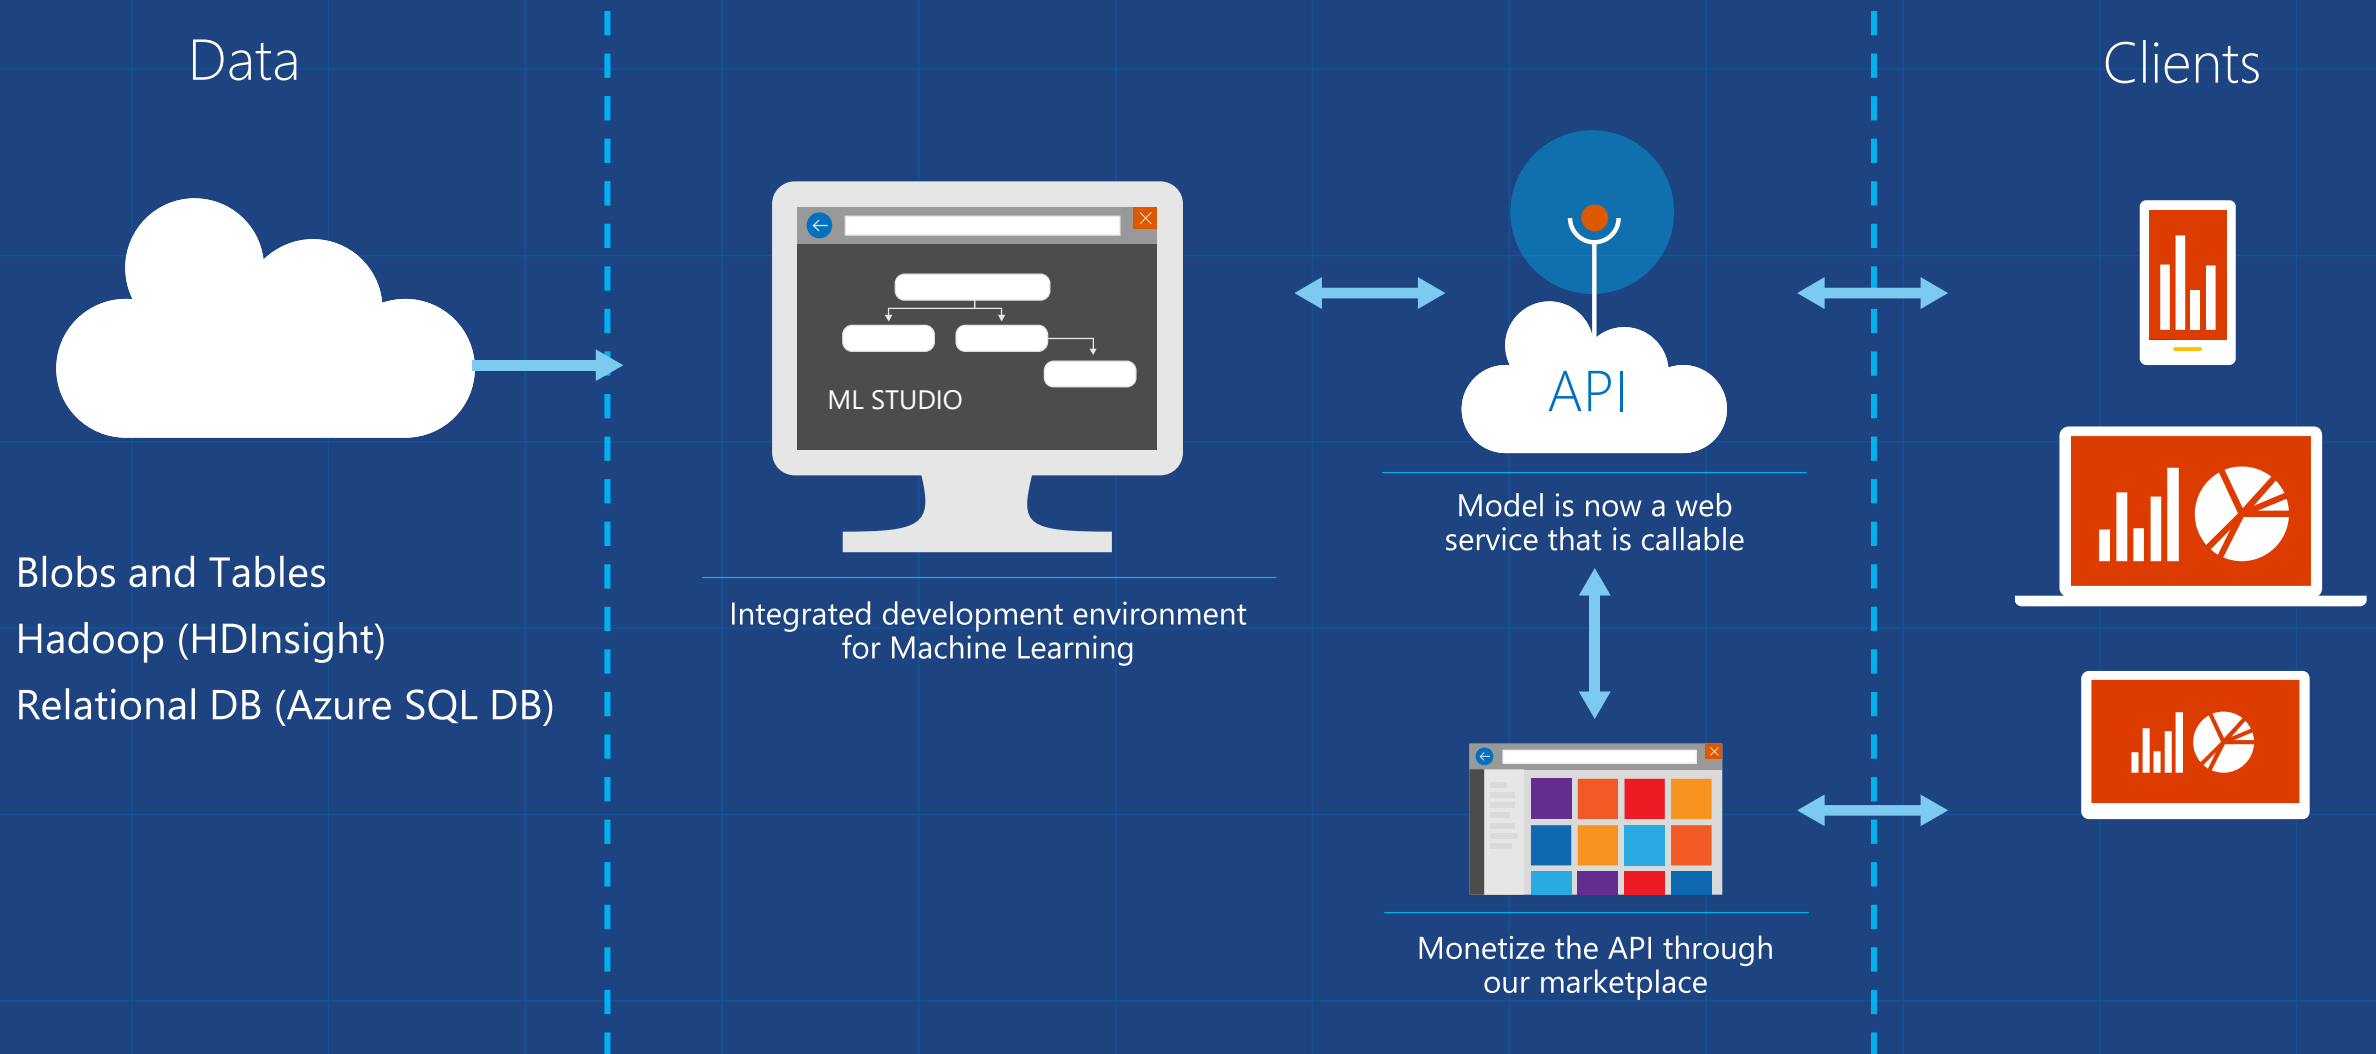 Data
Clients
ML STUDIO
API
Model is now a web
service that is callable
Blobs and Tables
Hadoop (HDInsight)
Relational DB (Azure SQL DB)
Integrated development environment
for Machine Learning
Monetize the API through
our marketplace